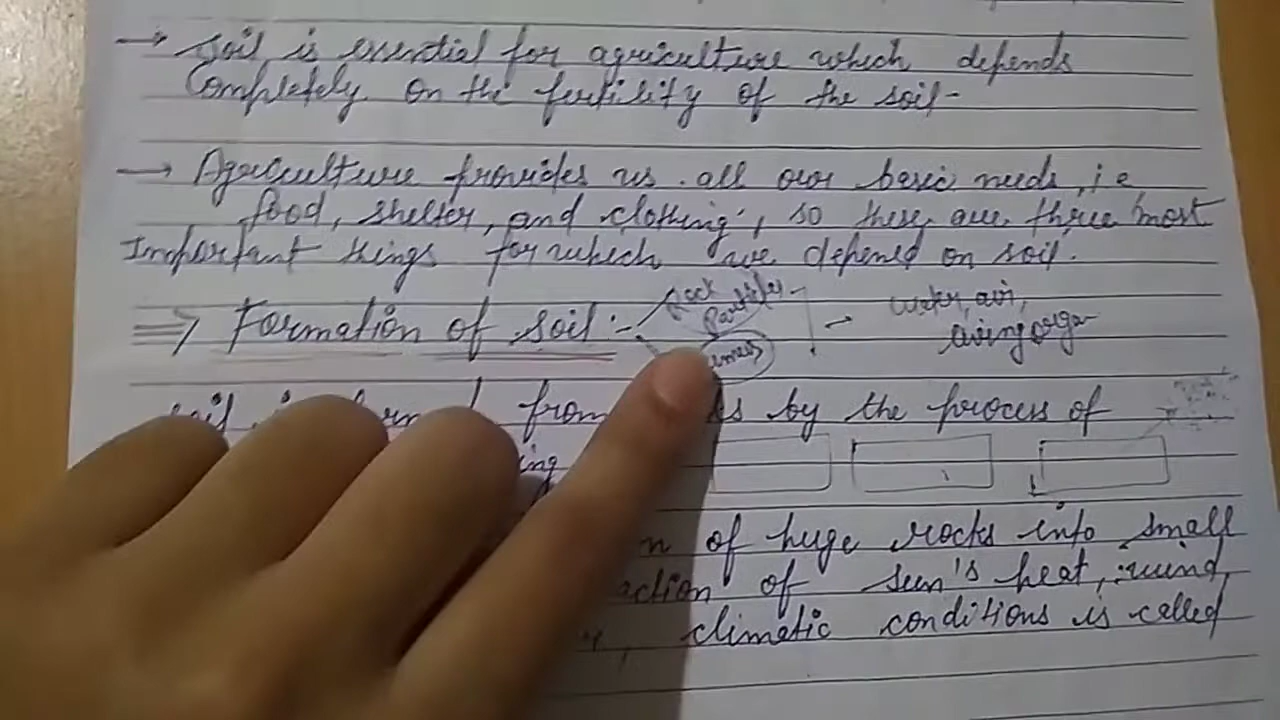 → Soil is essential for agriculture which depends
completely on the fertility of the soil-
→ Agriculture provides us all our basic needs, i.e,
food, shelter, and clothing, so these are three most
Important things for which we depened on soil.
⇒ Formation of soil :-
Rock
Particles
water, air,
living orga-
from by the process of
of huge rocks into small
action of sun's heat, wind,
climatic conditions is called